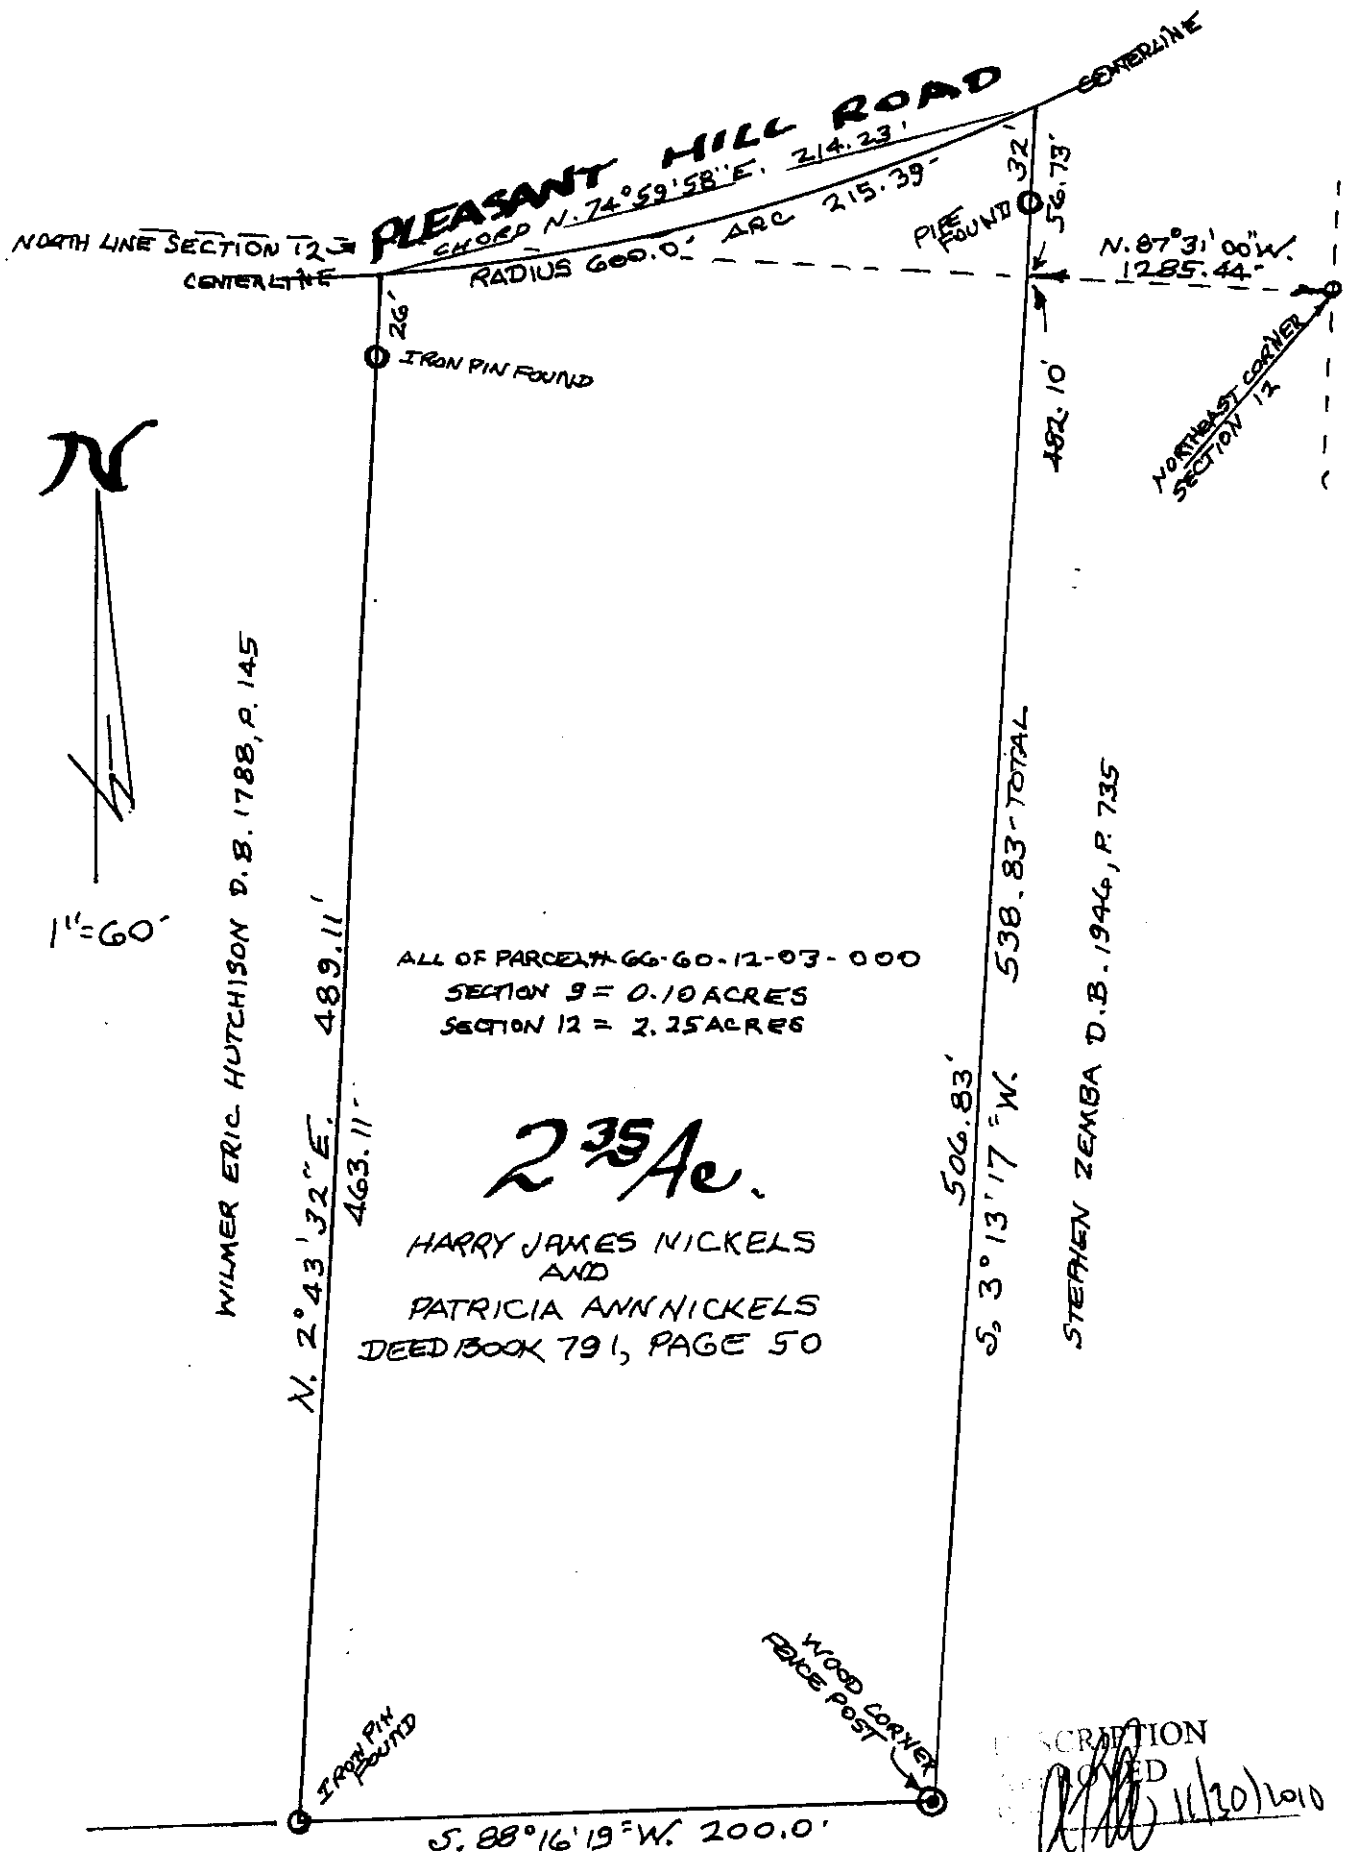 CENTERLINE
PLEASANT HILL ROAD
CHORD N. 74°59'58"E. 214.23'
RADIUS 600.0' ARC 215.39'
NORTH LINE SECTION 12
CENTERLINE
32'
56.73'
PIPE
FOUND
N. 87°31'00"W.
1285.44'
NORTHEAST CORNER
SECTION 12
26'
IRON PIN FOUND
482.10'
N
1"=60'
WILMER ERIC HUTCHISON D.B. 1788, P. 145
N. 2°43'32"E. 489.11'
463.11'
ALL OF PARCEL# 66-60-12-03-000
SECTION 9 = 0.10 ACRES
SECTION 12 = 2.25 ACRES
2 35 Ac.
HARRY JAMES NICKELS
AND
PATRICIA ANN NICKELS
DEED BOOK 791, PAGE 50
506.83'
S. 3°13'17"W. 538.83' TOTAL
STEPHEN ZEMBA D.B. 1946, P. 735
IRON PIN
FOUND
WOOD CORNER
FENCE POST
S. 88°16'19"W. 200.0'
SCRIPTION
ROVED
11/30/2010